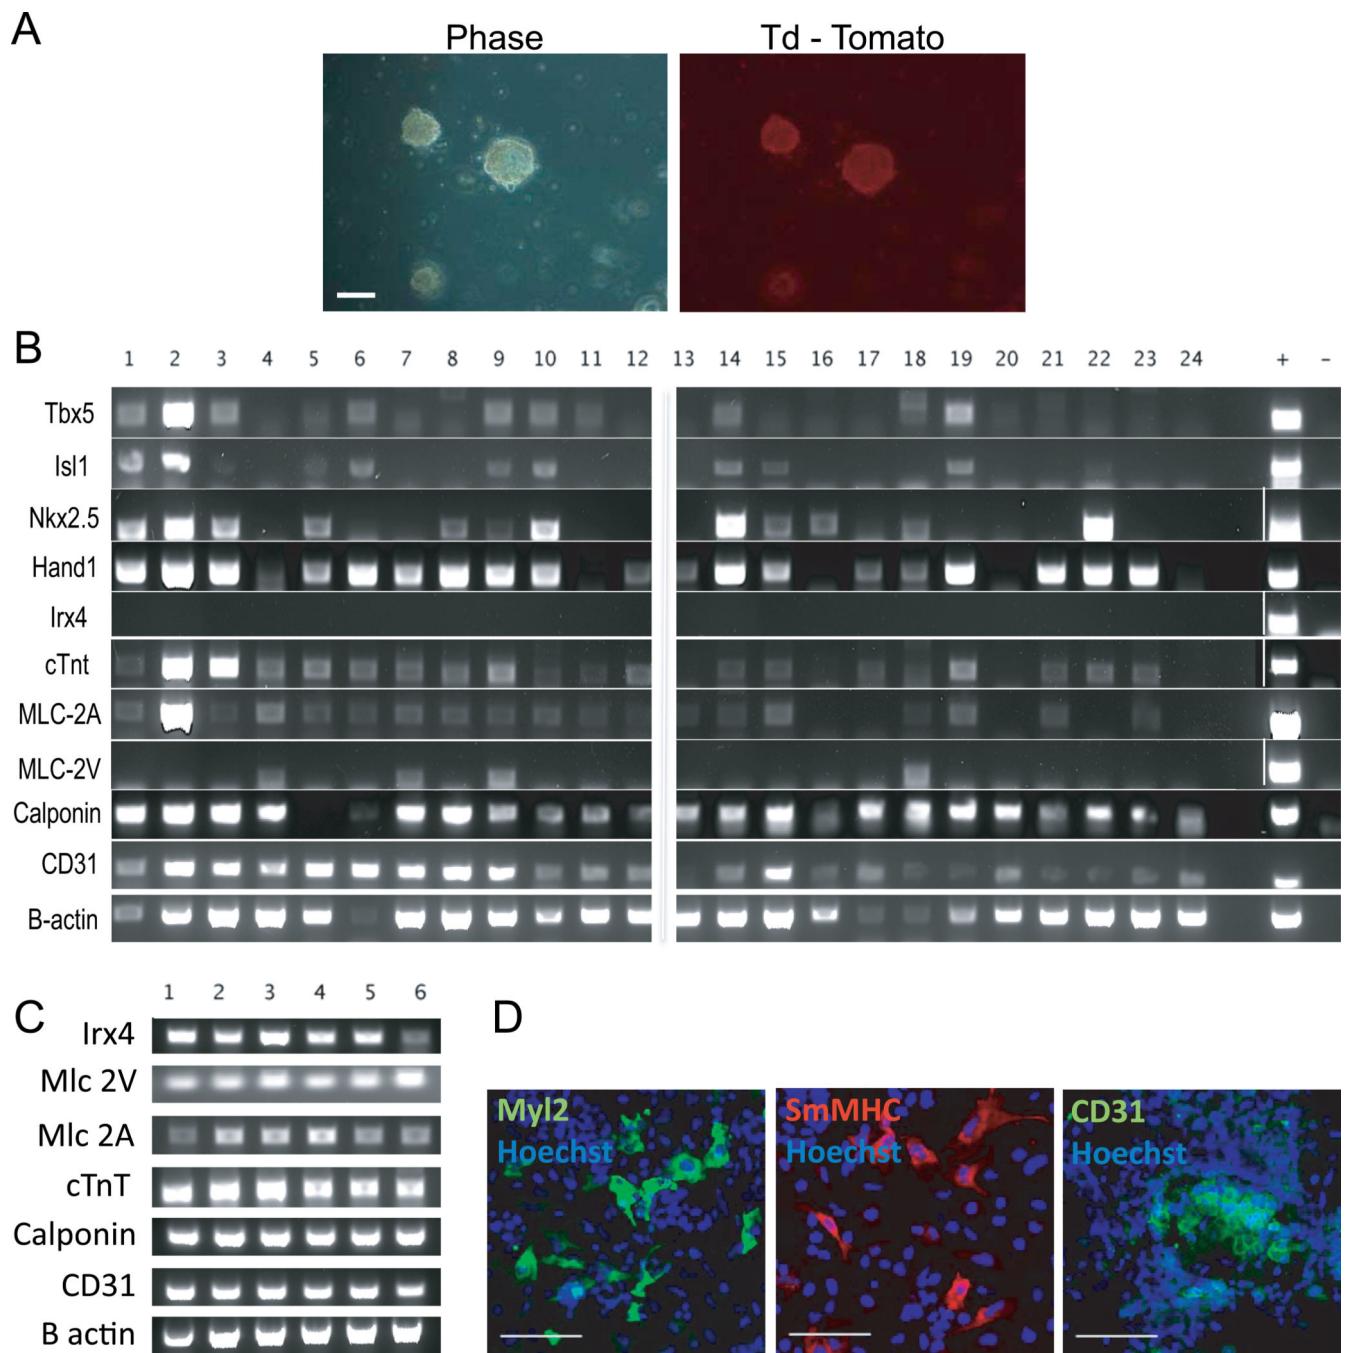 A
Phase Td - Tomato
B
1 2 3 4 5 6 7 8 9 10 11 12 13 14 15 16 17 18 19 20 21 22 23 24 + -
Tbx5
Isl1
Nkx2.5
Hand1
Irx4
cTnt
MLC-2A
MLC-2V
Calponin
CD31
B-actin
C
1 2 3 4 5 6
Irx4
Mlc 2V
Mlc 2A
cTnT
Calponin
CD31
B actin
D
Myl2 SmMHC CD31
Hoechst Hoechst Hoechst